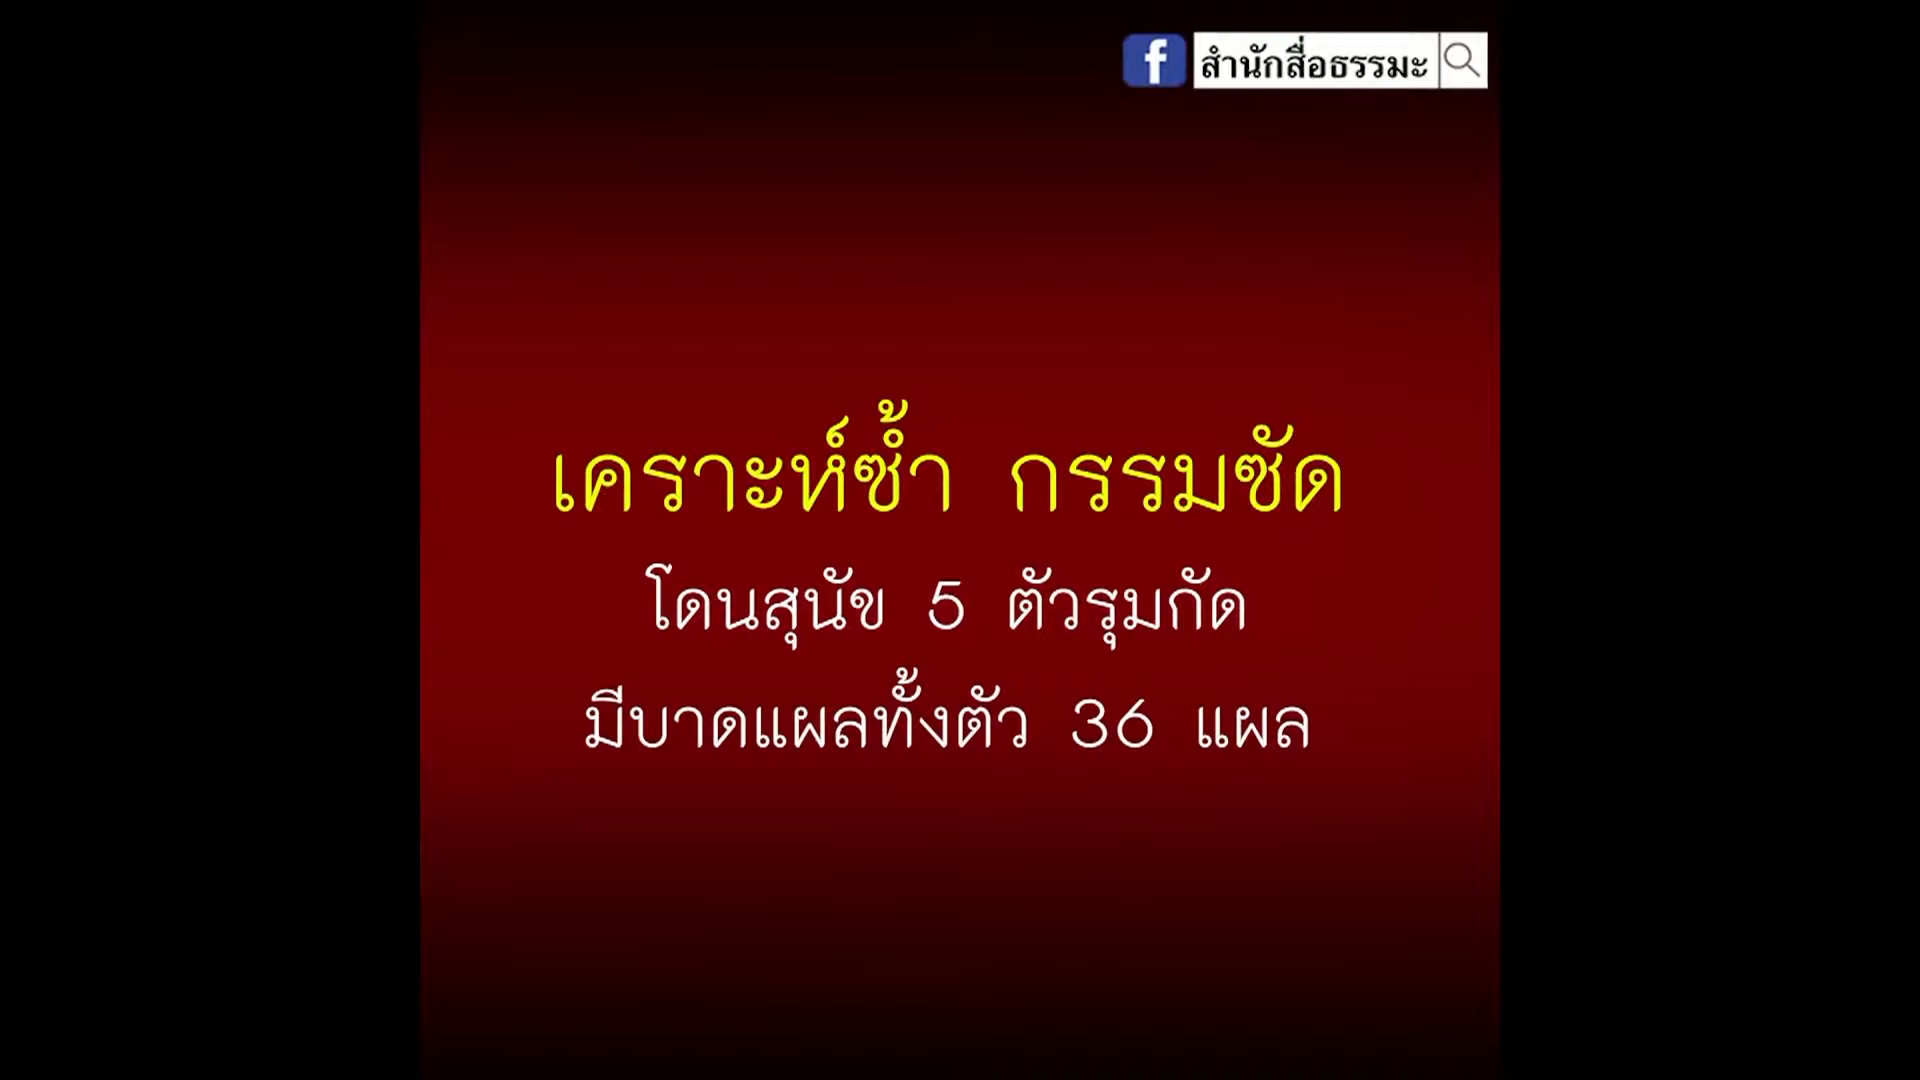 สำนักสื่อธรรมะ
เคราะห์ซ้ำ กรรมซัด
โดนสุนัข 5 ตัวรุมกัด
มีบาดแผลทั้งตัว 36 แผล